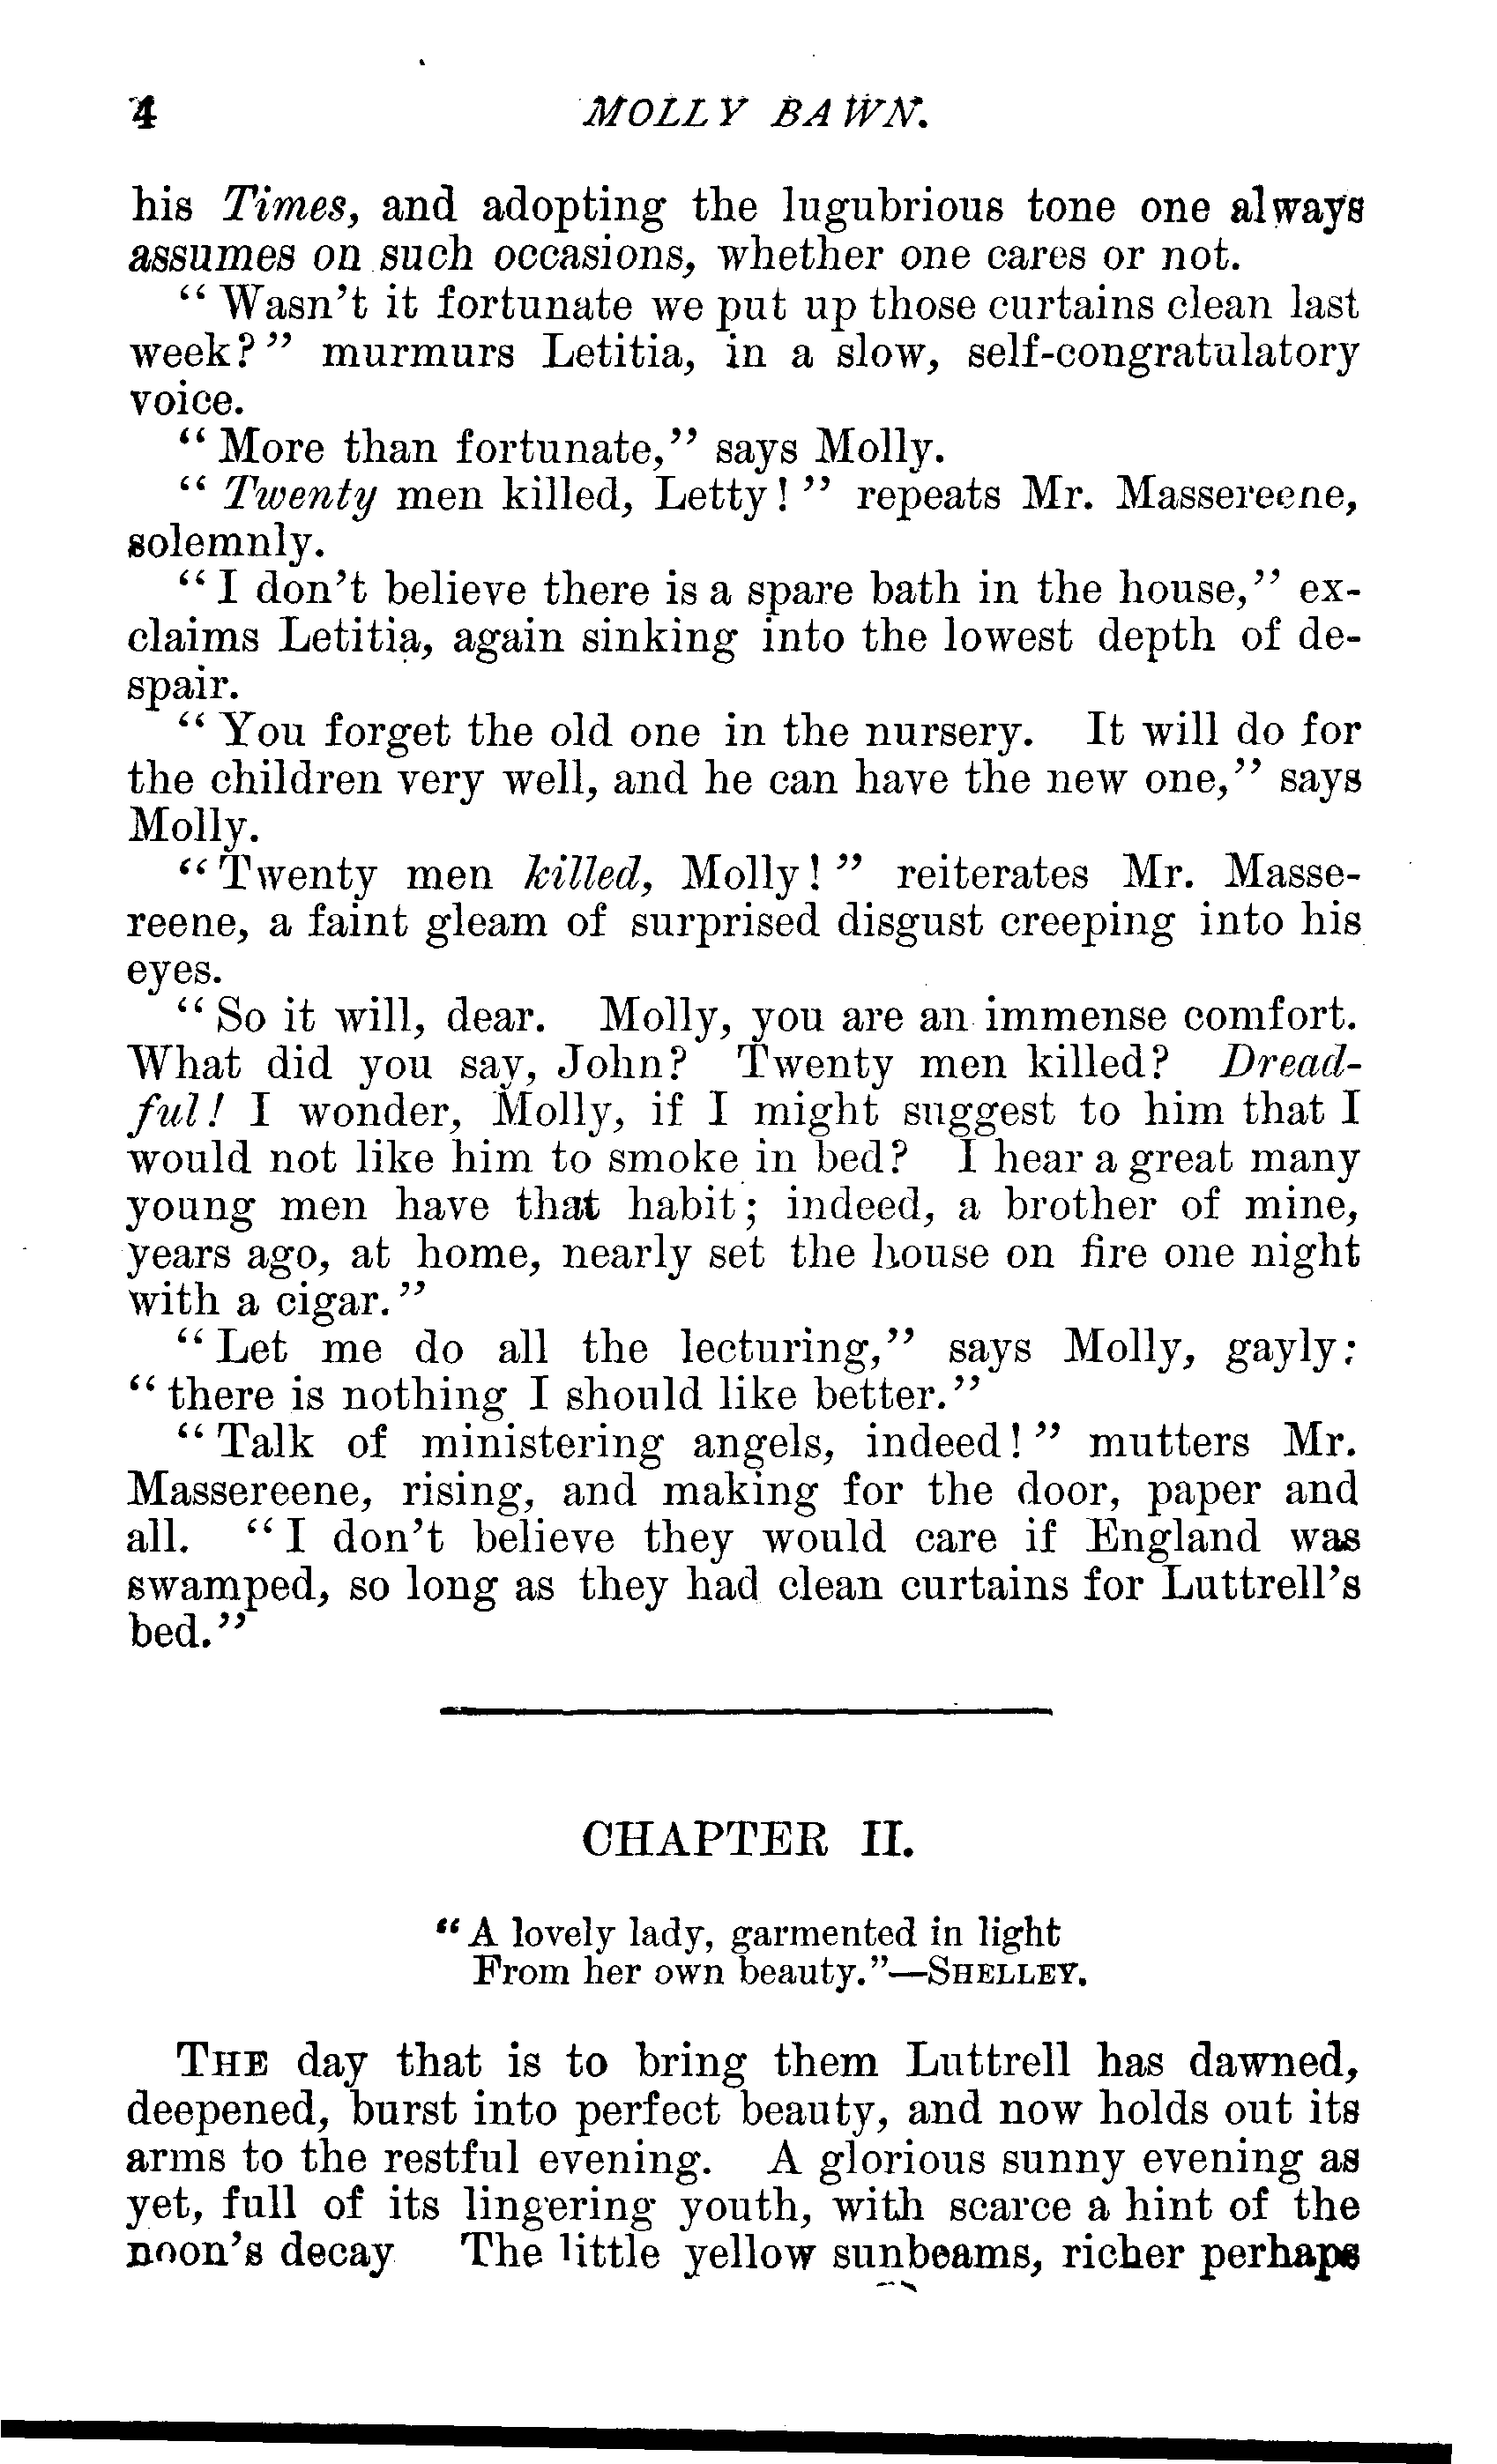 4 MOLLY BAWN.
his Times, and adopting the lugubrious tone one always
assumes on such occasions, whether one cares or not.
"Wasn't it fortunate we put up those curtains clean last
week?" murmurs Letitia, in a slow, self-congratulatory
voice.
"More than fortunate," says Molly.
"Twenty men killed, Letty!" repeats Mr. Massereene,
solemnly.
"I don't believe there is a spare bath in the house," ex-
claims Letitia, again sinking into the lowest depth of de-
spair.
"You forget the old one in the nursery. It will do for
the children very well, and he can have the new one," says
Molly.
"Twenty men killed, Molly!" reiterates Mr. Masse-
reene, a faint gleam of surprised disgust creeping into his
eyes.
"So it will, dear. Molly, you are an immense comfort.
What did you say, John? Twenty men killed? Dread-
ful! I wonder, Molly, if I might suggest to him that I
would not like him to smoke in bed? I hear a great many
young men have that habit; indeed, a brother of mine,
years ago, at home, nearly set the house on fire one night
with a cigar."
"Let me do all the lecturing," says Molly, gayly;
"there is nothing I should like better."
"Talk of ministering angels, indeed!" mutters Mr.
Massereene, rising, and making for the door, paper and
all. "I don't believe they would care if England was
swamped, so long as they had clean curtains for Luttrell's
bed."
CHAPTER II.
"A lovely lady, garmented in light
From her own beauty."—SHELLEY.
THE day that is to bring them Luttrell has dawned,
deepened, burst into perfect beauty, and now holds out its
arms to the restful evening. A glorious sunny evening as
yet, full of its lingering youth, with scarce a hint of the
noon's decay The little yellow sunbeams, richer perhaps